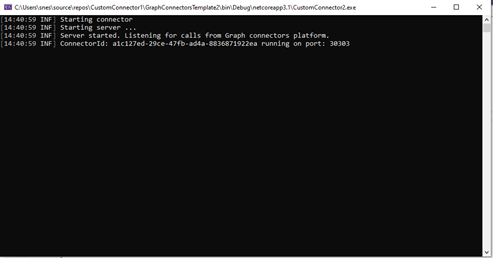 C:\Users\snes\source\repos\CustomConnector1\GraphConnectorsTemplate2\bin\Debug\netcoreapp3.1\CustomConnector2.exe
[14:40:59 INF] Starting connector
[14:40:59 INF] Starting server ...
[14:40:59 INF] Server started. Listening for calls from Graph connectors platform.
[14:40:59 INF] ConnectorId: a1c127ed-29ce-47fb-ad4a-8836871922ea running on port: 30303